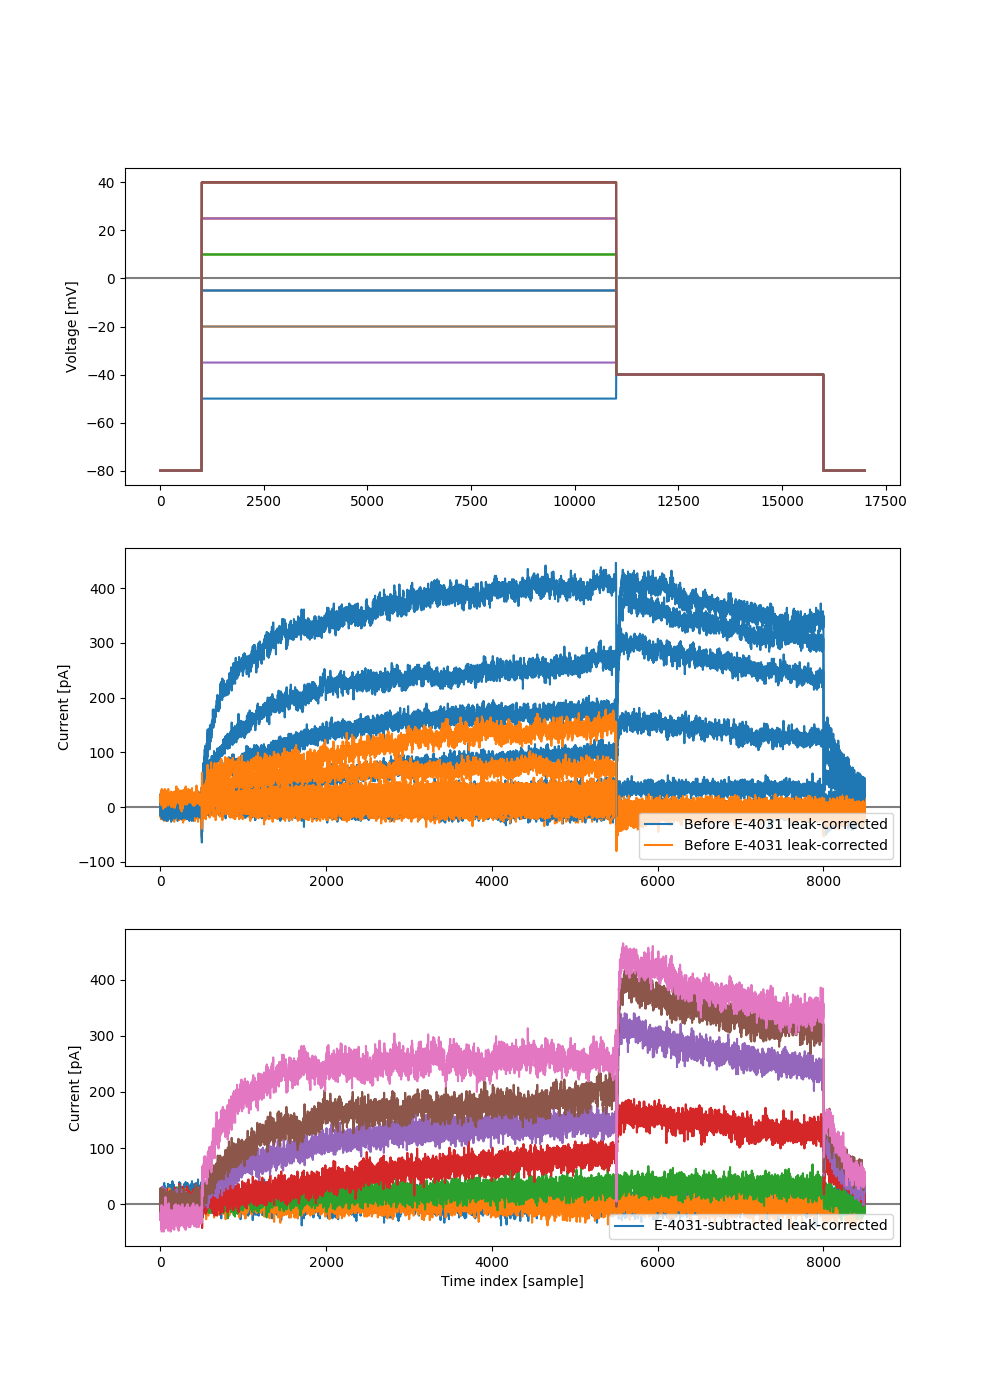 Voltage [mV]
40
20
0
−20
−40
−60
−80
0 2500 5000 7500 10000 12500 15000 17500
Current [pA]
400
300
200
100
0
−100
Before E-4031 leak-corrected
Before E-4031 leak-corrected
0 2000 4000 6000 8000
Current [pA]
400
300
200
100
0
E-4031-subtracted leak-corrected
0 2000 4000 6000 8000
Time index [sample]